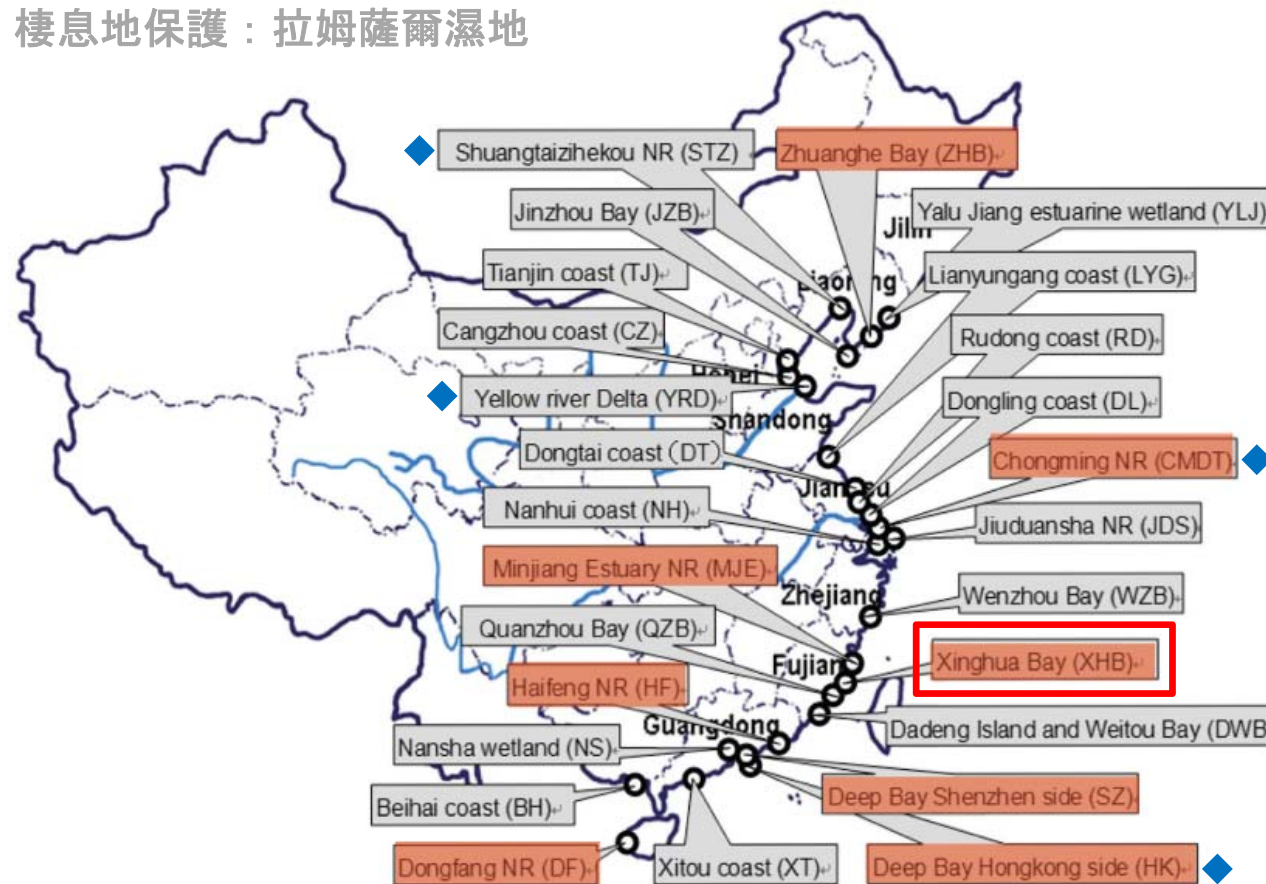 棲息地保護：拉姆薩爾濕地
Shuangtaizihekou NR (STZ)
Zhuanghe Bay (ZHB)
Jinzhou Bay (JZB)
Yalu Jiang estuarine wetland (YLJ)
Jilin
Tianjin coast (TJ)
Liaoning
Lianyungang coast (LYG)
Cangzhou coast (CZ)
Rudong coast (RD)
Hebei
Yellow river Delta (YRD)
Dongling coast (DL)
Shandong
Dongtai coast (DT)
Chongming NR (CMDT)
Jiangsu
Nanhui coast (NH)
Jiuduansha NR (JDS)
Minjiang Estuary NR (MJE)
Zhejiang
Wenzhou Bay (WZB)
Quanzhou Bay (QZB)
Fujian
Xinghua Bay (XHB)
Haifeng NR (HF)
Guangdong
Dadeng Island and Weitou Bay (DWB
Nansha wetland (NS)
Deep Bay Shenzhen side (SZ)
Beihai coast (BH)
Dongfang NR (DF)
Xitou coast (XT)
Deep Bay Hongkong side (HK)